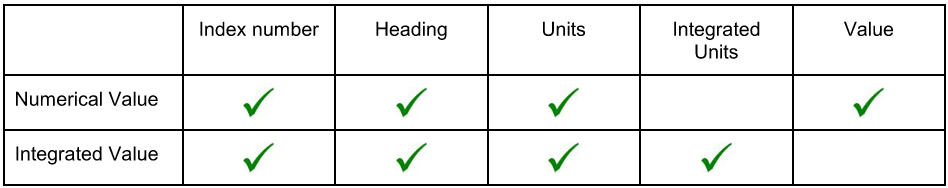 Index number Heading Units Integrated Units Value
Numerical Value ✓ ✓ ✓ ✓
Integrated Value ✓ ✓ ✓ ✓